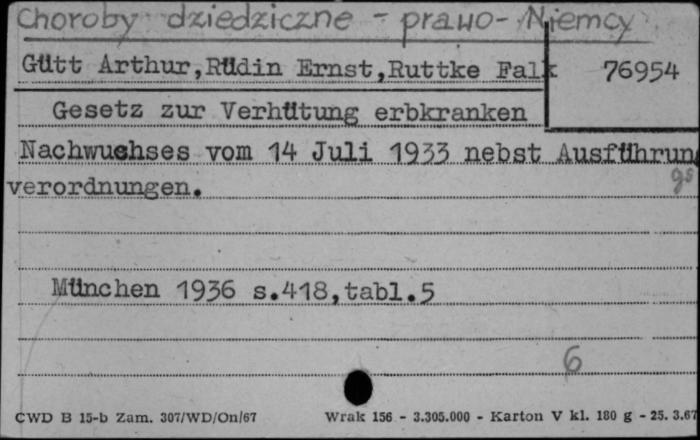 Choroby dziedziczne - prawo - Niemcy
Gütt Arthur,Rüdin Ernst,Ruttke Falk 76954
Gesetz zur Verhütung erbkranken
Nachwuchses vom 14 Juli 1933 nebst Ausführun
gs
verordnungen.
München 1936 s.418,tabl.5
6
CWD B 15-b Zam. 307/WD/On/67 Wrak 156 - 3.305.000 - Karton V kl. 180 g - 25. 3.67